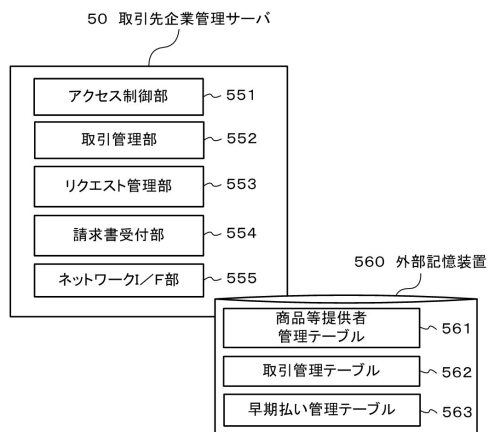 50 取引先企業管理サーバ
アクセス制御部 551
取引管理部 552
リクエスト管理部 553
請求書受付部 554
ネットワークI/F部 555
560 外部記憶装置
商品等提供者
管理テーブル 561
取引管理テーブル 562
早期払い管理テーブル 563